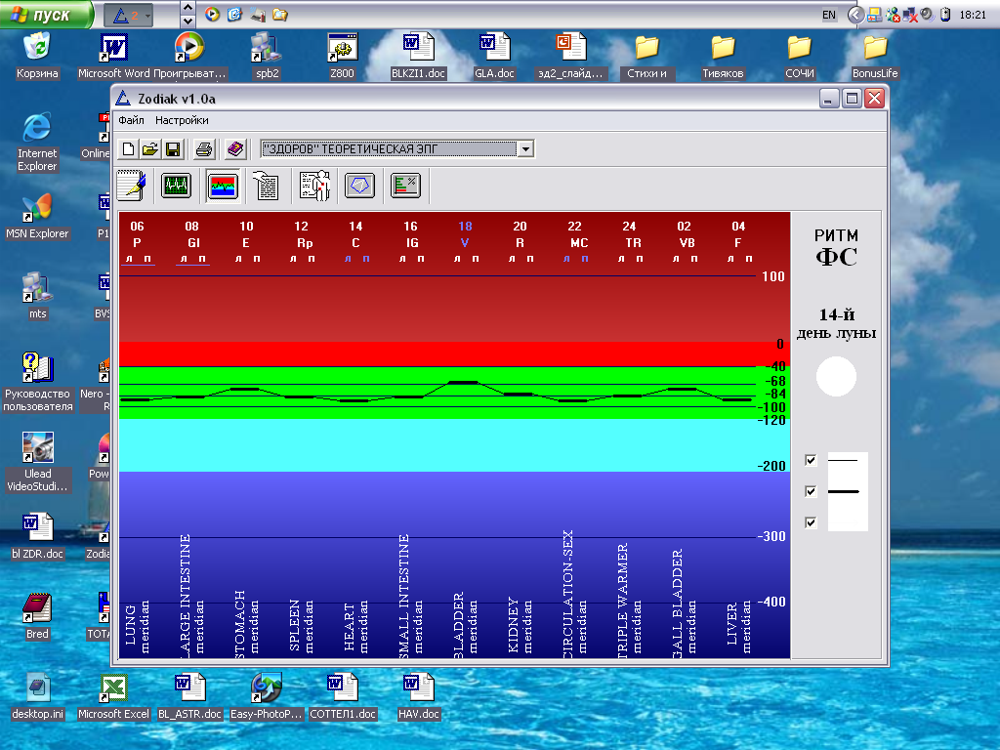 пуск
2
EN
18:21
Корзина
Microsoft Word
Проигрыват...
spb2
Z800
BLKZI1.doc
GLA.doc
эд2_слайд...
Стихи и
Тивяков
СОЧИ
BonusLife
Internet
Explorer
Online
MSN Explorer
P1
mts
BVS
Руководство
пользователя
Nero -
R
Ulead
VideoStudi...
Pow
bl ZDR.doc
Zodia
Bred
TOTA
desktop.ini
Microsoft Excel
BL_ASTR.doc
Easy-PhotoP...
СОТТЕЛ1.doc
HAV.doc
Zodiak v1.0a
Файл Настройки
"ЗДОРОВ" ТЕОРЕТИЧЕСКАЯ ЭПГ
06 08 10 12 14 16 18 20 22 24 02 04
P GI E Rp C IG V R MC TR VB F
л п л п л п л п л п л п л п л п л п л п л п л п
100
0
-40
-68
-84
-100
-120
-200
-300
-400
LUNG
meridian
LARGE INTESTINE
meridian
STOMACH
meridian
SPLEEN
meridian
HEART
meridian
SMALL INTESTINE
meridian
BLADDER
meridian
KIDNEY
meridian
CIRCULATION-SEX
meridian
TRIPLE WARMER
meridian
GALL BLADDER
meridian
LIVER
meridian
РИТМ
ФС
14-й
день луны